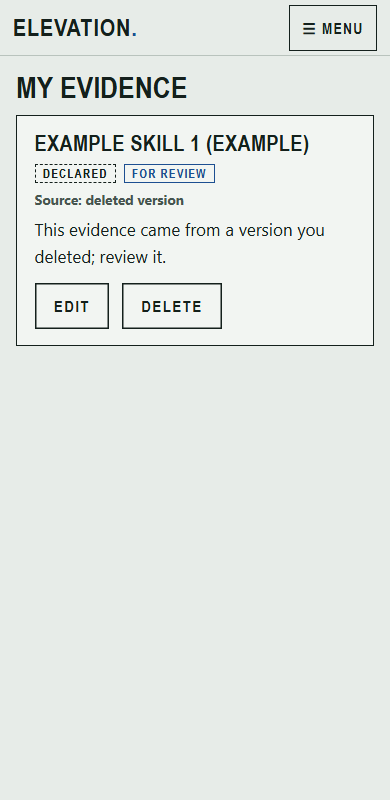 ELEVATION.
☰ MENU
MY EVIDENCE
EXAMPLE SKILL 1 (EXAMPLE)
DECLARED FOR REVIEW
Source: deleted version
This evidence came from a version you
deleted; review it.
EDIT DELETE